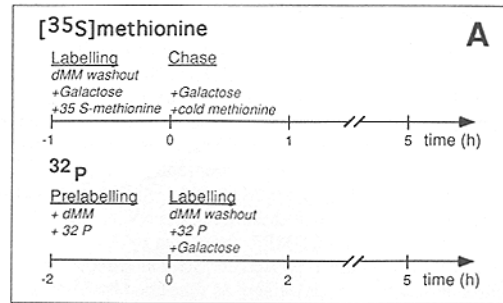 [35S]methionine
A
Labelling Chase
dMM washout
+Galactose +Galactose
+35 S-methionine +cold methionine
-1 0 1 5 time (h)
32P
Prelabelling Labelling
+ dMM dMM washout
+ 32 P +32 P
+Galactose
-2 0 2 5 time (h)